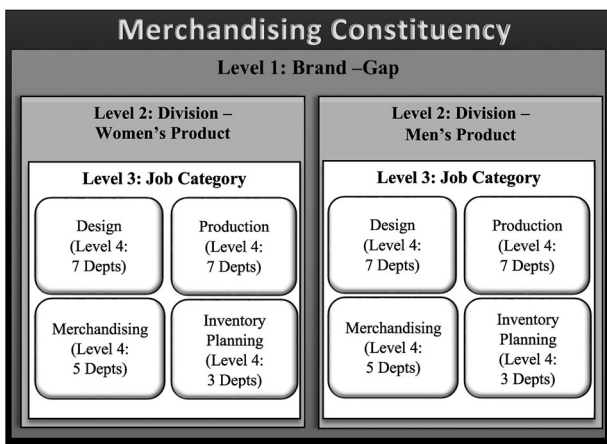 Merchandising Constituency
Level 1: Brand –Gap
Level 2: Division –
Women's Product
Level 3: Job Category
Design
(Level 4:
7 Depts)
Production
(Level 4:
7 Depts)
Merchandising
(Level 4:
5 Depts)
Inventory
Planning
(Level 4:
3 Depts)
Level 2: Division –
Men's Product
Level 3: Job Category
Design
(Level 4:
7 Depts)
Production
(Level 4:
7 Depts)
Merchandising
(Level 4:
5 Depts)
Inventory
Planning
(Level 4:
3 Depts)